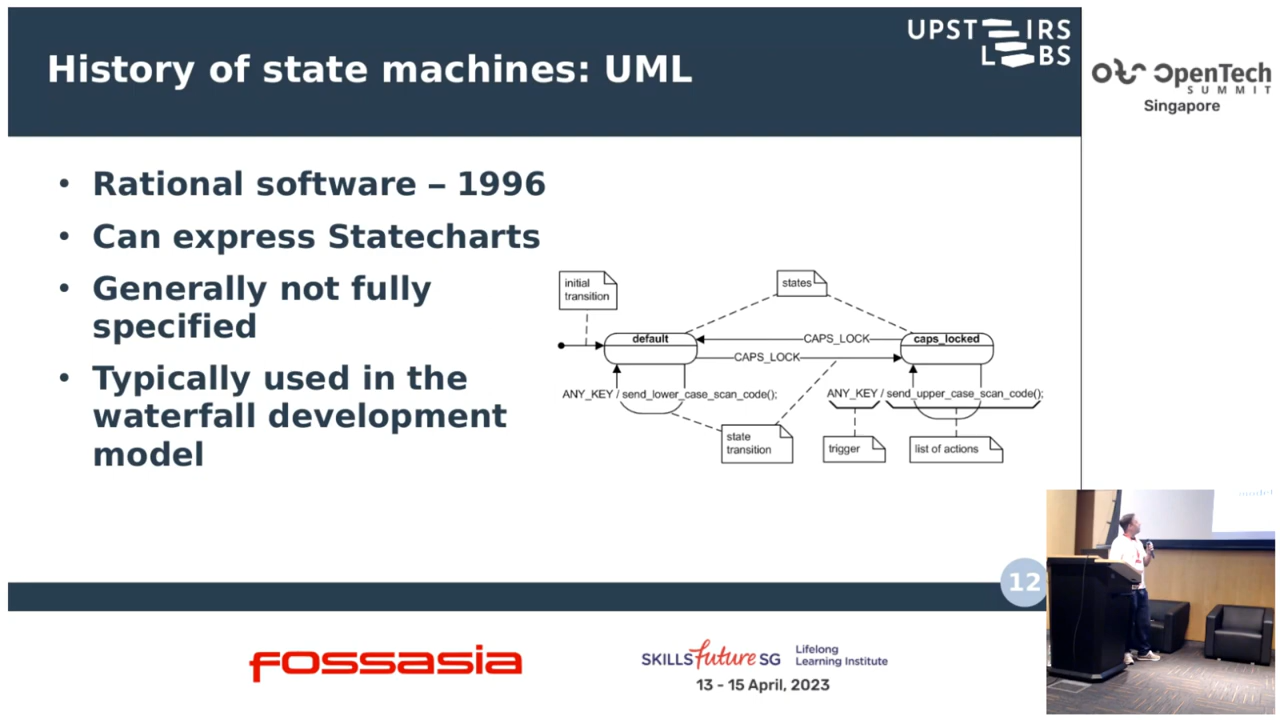 History of state machines: UML
UPSTAIRS
LABS
OpenTech
SUMMIT
Singapore
• Rational software – 1996
• Can express Statecharts
• Generally not fully
specified
• Typically used in the
waterfall development
model
initial
transition
states
default
CAPS_LOCK
caps_locked
CAPS_LOCK
ANY_KEY / send_lower_case_scan_code();
ANY_KEY / send_upper_case_scan_code();
state
transition
trigger
list of actions
model
12
fossasia
SKILLSfuture SG
Lifelong
Learning Institute
13 - 15 April, 2023